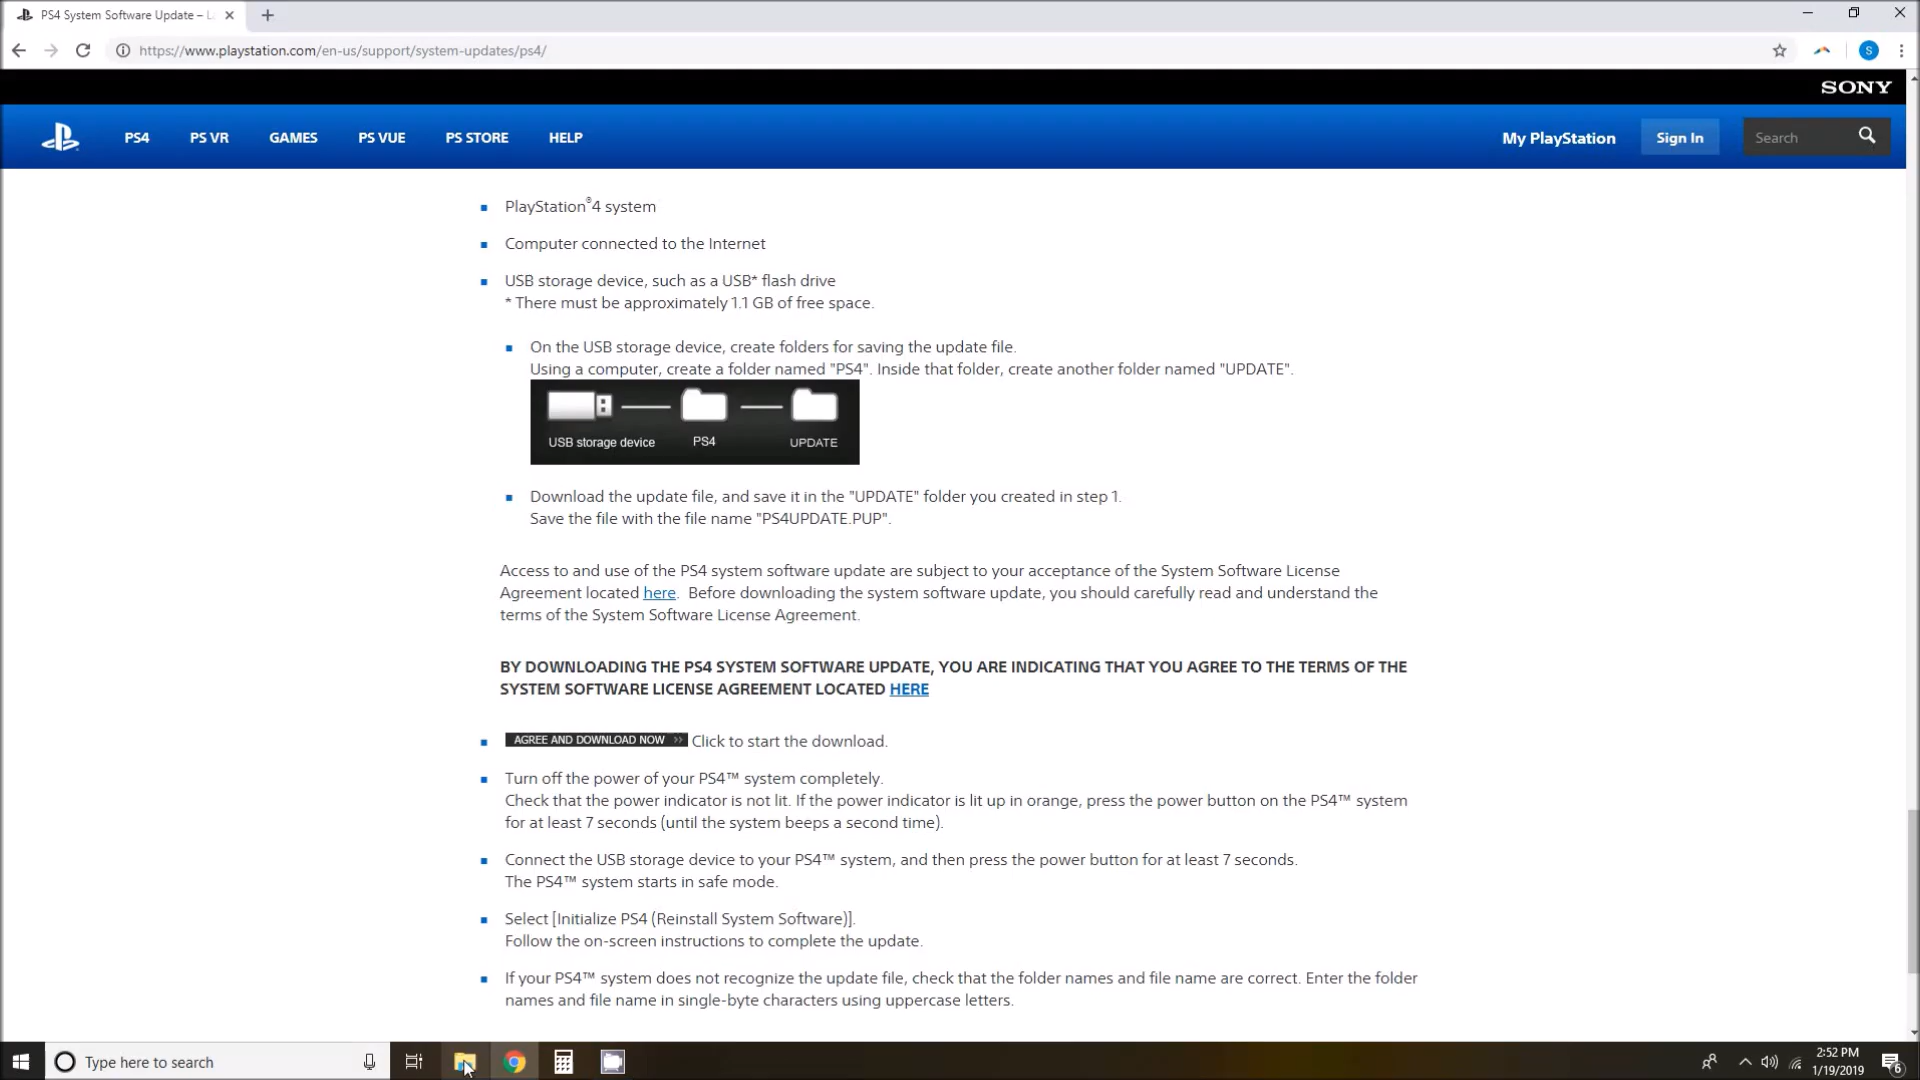 PS4 System Software Update – L
https://www.playstation.com/en-us/support/system-updates/ps4/
S
SONY
PS4 PS VR GAMES PS VUE PS STORE HELP My PlayStation Sign In Search
PlayStation®4 system
Computer connected to the Internet
USB storage device, such as a USB* flash drive
* There must be approximately 1.1 GB of free space.
On the USB storage device, create folders for saving the update file.
Using a computer, create a folder named "PS4". Inside that folder, create another folder named "UPDATE".
USB storage device PS4 UPDATE
Download the update file, and save it in the "UPDATE" folder you created in step 1.
Save the file with the file name "PS4UPDATE.PUP".
Access to and use of the PS4 system software update are subject to your acceptance of the System Software License
Agreement located here. Before downloading the system software update, you should carefully read and understand the
terms of the System Software License Agreement.
BY DOWNLOADING THE PS4 SYSTEM SOFTWARE UPDATE, YOU ARE INDICATING THAT YOU AGREE TO THE TERMS OF THE
SYSTEM SOFTWARE LICENSE AGREEMENT LOCATED HERE
AGREE AND DOWNLOAD NOW >> Click to start the download.
Turn off the power of your PS4™ system completely.
Check that the power indicator is not lit. If the power indicator is lit up in orange, press the power button on the PS4™ system
for at least 7 seconds (until the system beeps a second time).
Connect the USB storage device to your PS4™ system, and then press the power button for at least 7 seconds.
The PS4™ system starts in safe mode.
Select [Initialize PS4 (Reinstall System Software)].
Follow the on-screen instructions to complete the update.
If your PS4™ system does not recognize the update file, check that the folder names and file name are correct. Enter the folder
names and file name in single-byte characters using uppercase letters.
Type here to search
2:52 PM
1/19/2019
6